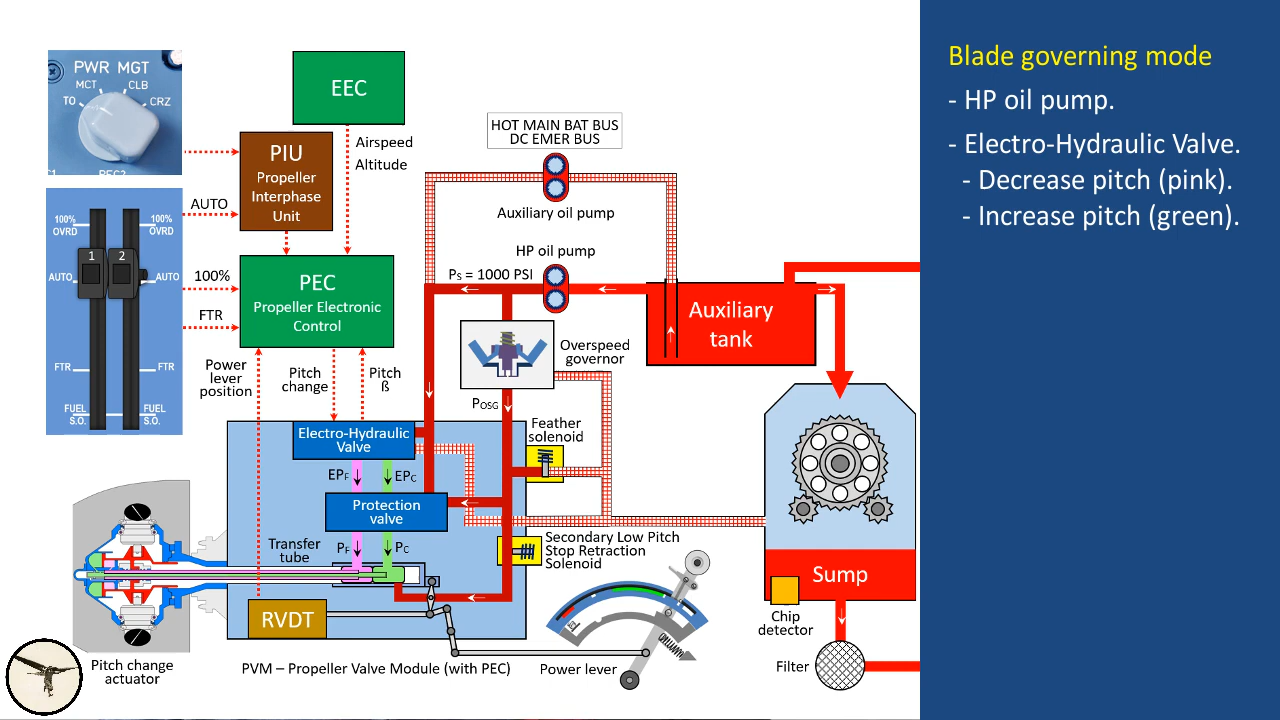 PWR MGT
MCT
CLB
TO
CRZ
EEC
Airspeed
Altitude
PIU
Propeller
Interphase
Unit
AUTO
100%
OVRD
100%
OVRD
1
2
AUTO
AUTO
FTR
FTR
FUEL
S.O.
FUEL
S.O.
100%
FTR
PEC
Propeller Electronic
Control
Power
lever
position
Pitch
change
Pitch
ß
HOT MAIN BAT BUS
DC EMER BUS
Auxiliary oil pump
HP oil pump
PS = 1000 PSI
Auxiliary
tank
Overspeed
governor
POSG
Feather
solenoid
Electro-Hydraulic
Valve
EPF
EPC
Protection
valve
PF
PC
Transfer
tube
Secondary Low Pitch
Stop Retraction
Solenoid
RVDT
PVM – Propeller Valve Module (with PEC)
Pitch change
actuator
Power lever
Sump
Chip
detector
Filter
Blade governing mode
- HP oil pump.
- Electro-Hydraulic Valve.
- Decrease pitch (pink).
- Increase pitch (green).